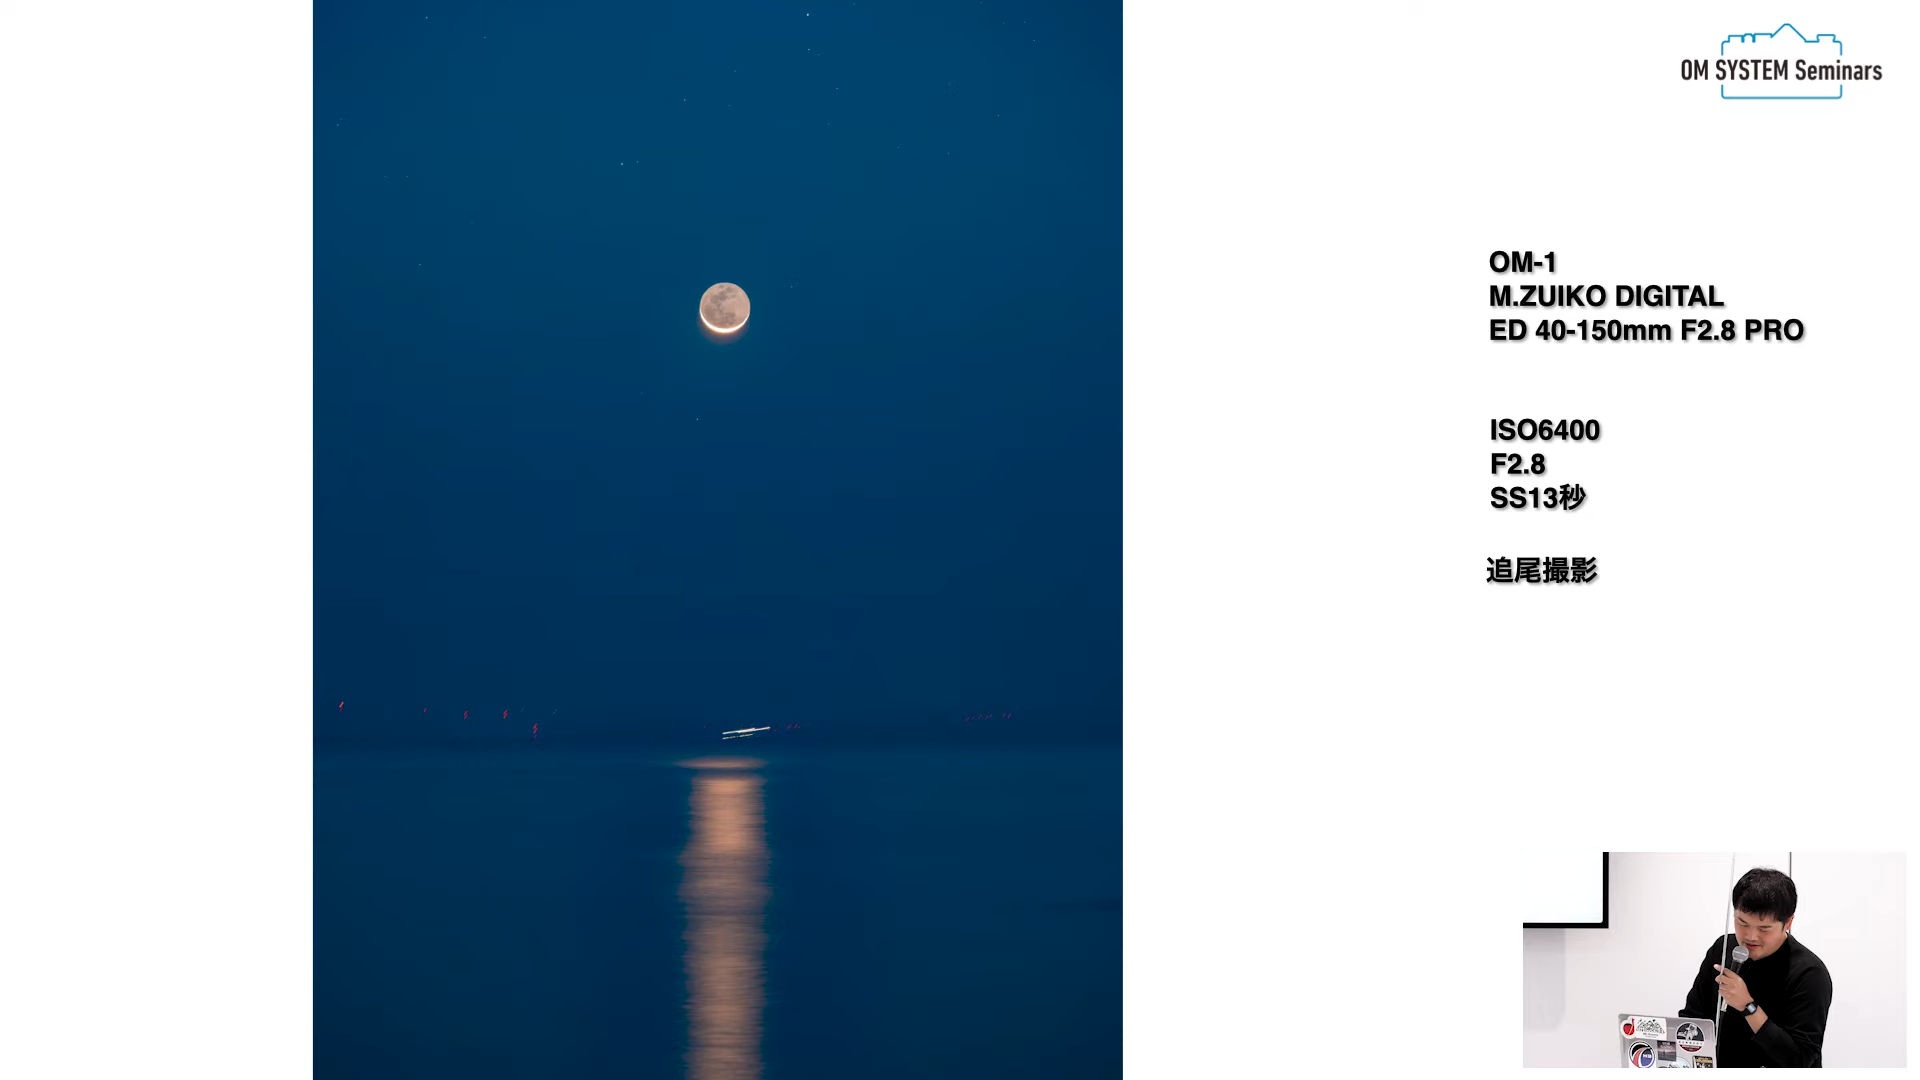 OM SYSTEM Seminars
OM-1
M.ZUIKO DIGITAL
ED 40-150mm F2.8 PRO
ISO6400
F2.8
SS13秒
追尾撮影